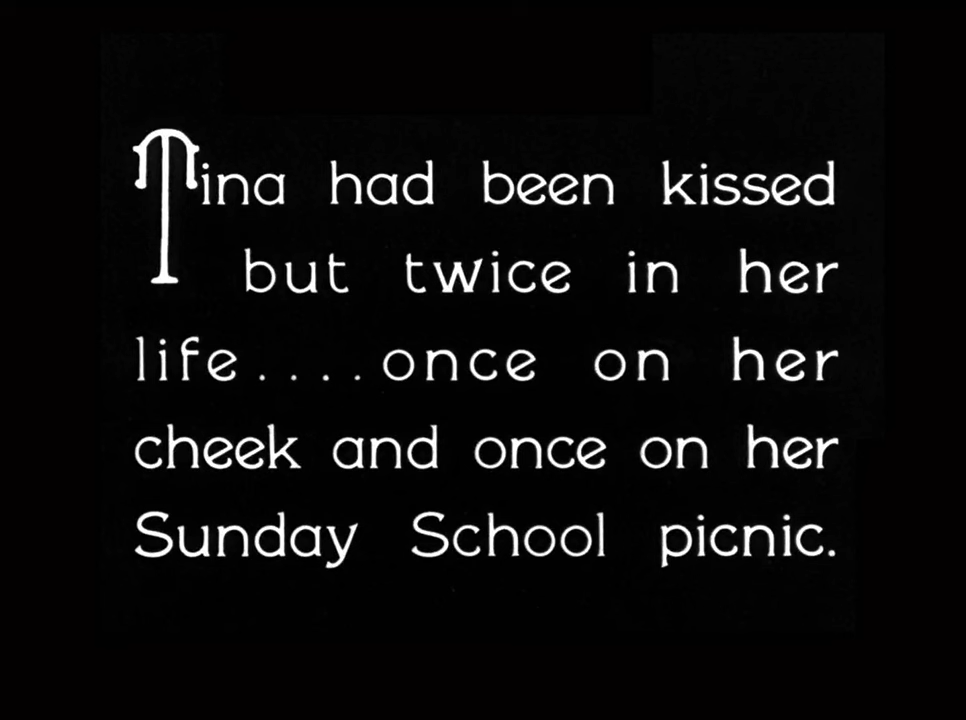 Tina had been kissed
but twice in her
life....once on her
cheek and once on her
Sunday School picnic.